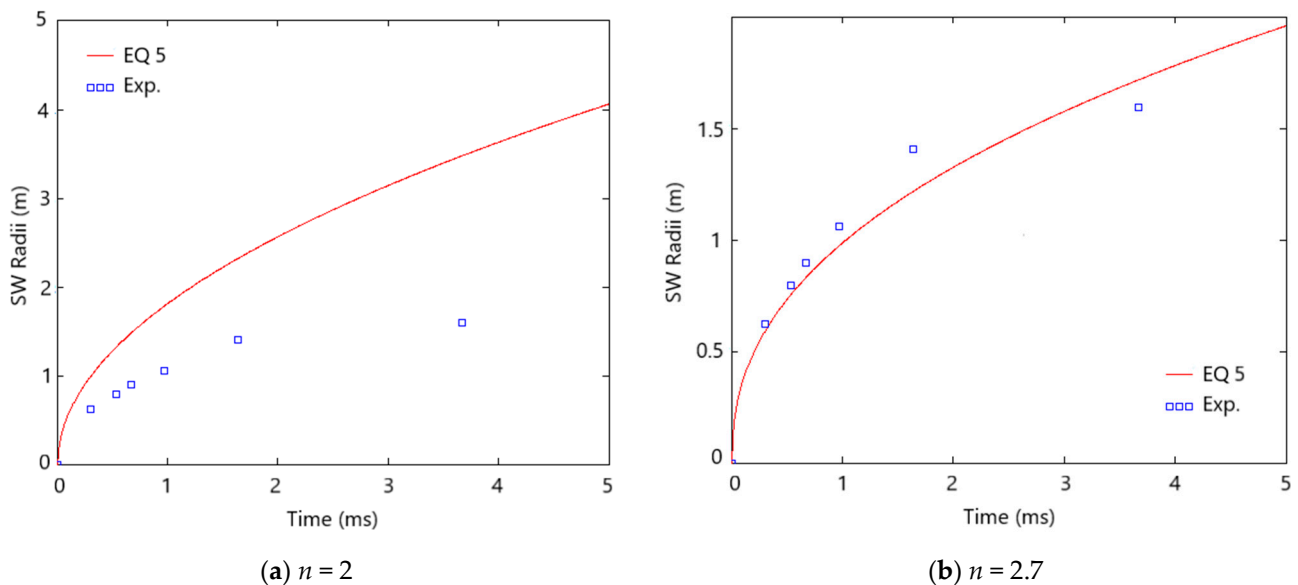 5
4
3
2
1
0
SW Radii (m)
EQ 5
Exp.
0 1 2 3 4 5
Time (ms)
(a) n = 2
1.5
1
0.5
0
SW Radii (m)
EQ 5
Exp.
0 1 2 3 4 5
Time (ms)
(b) n = 2.7